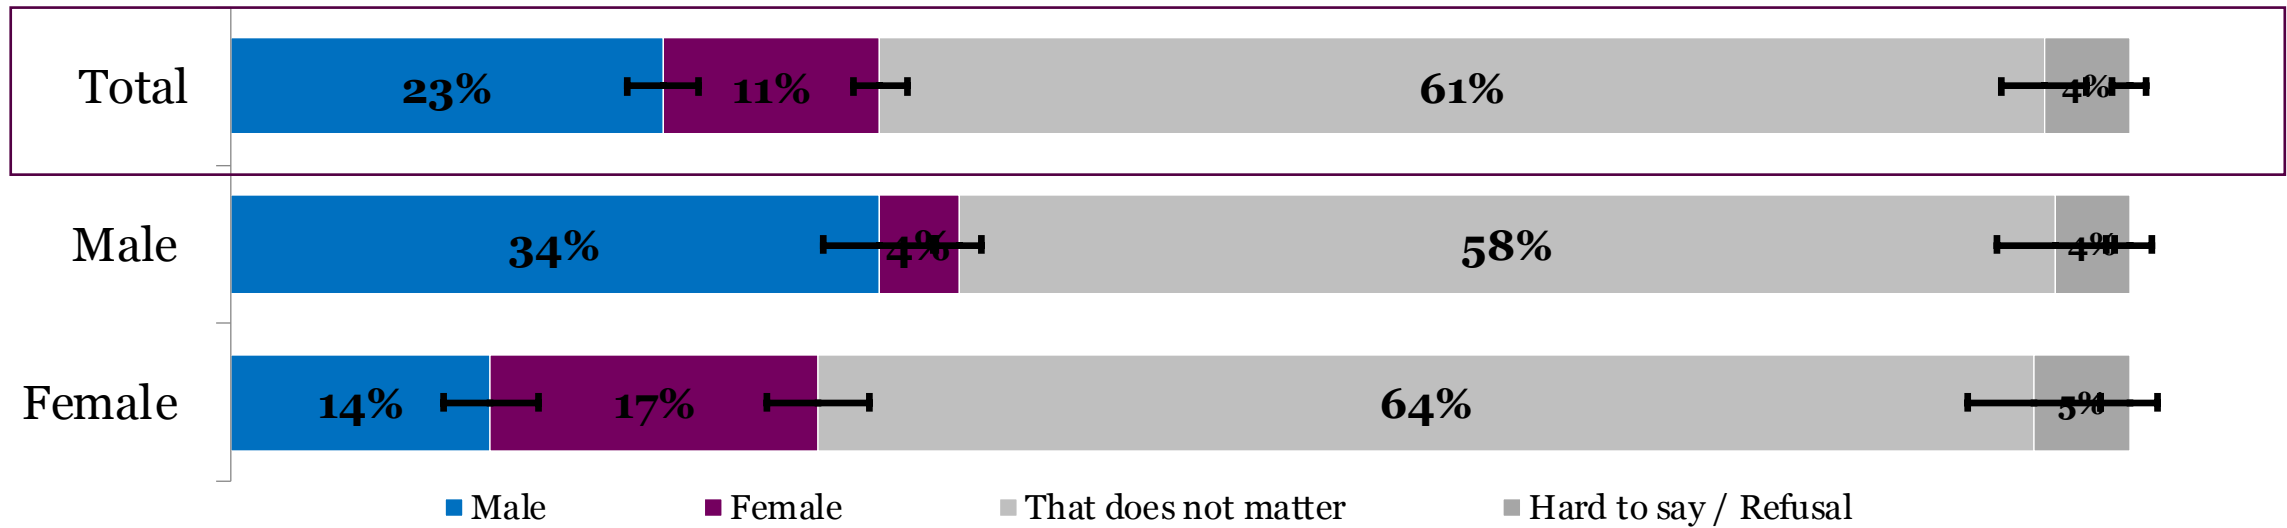 Total 23% 11% 61% 4%
Male 34% 4% 58% 4%
Female 14% 17% 64% 5%
Male Female That does not matter Hard to say / Refusal